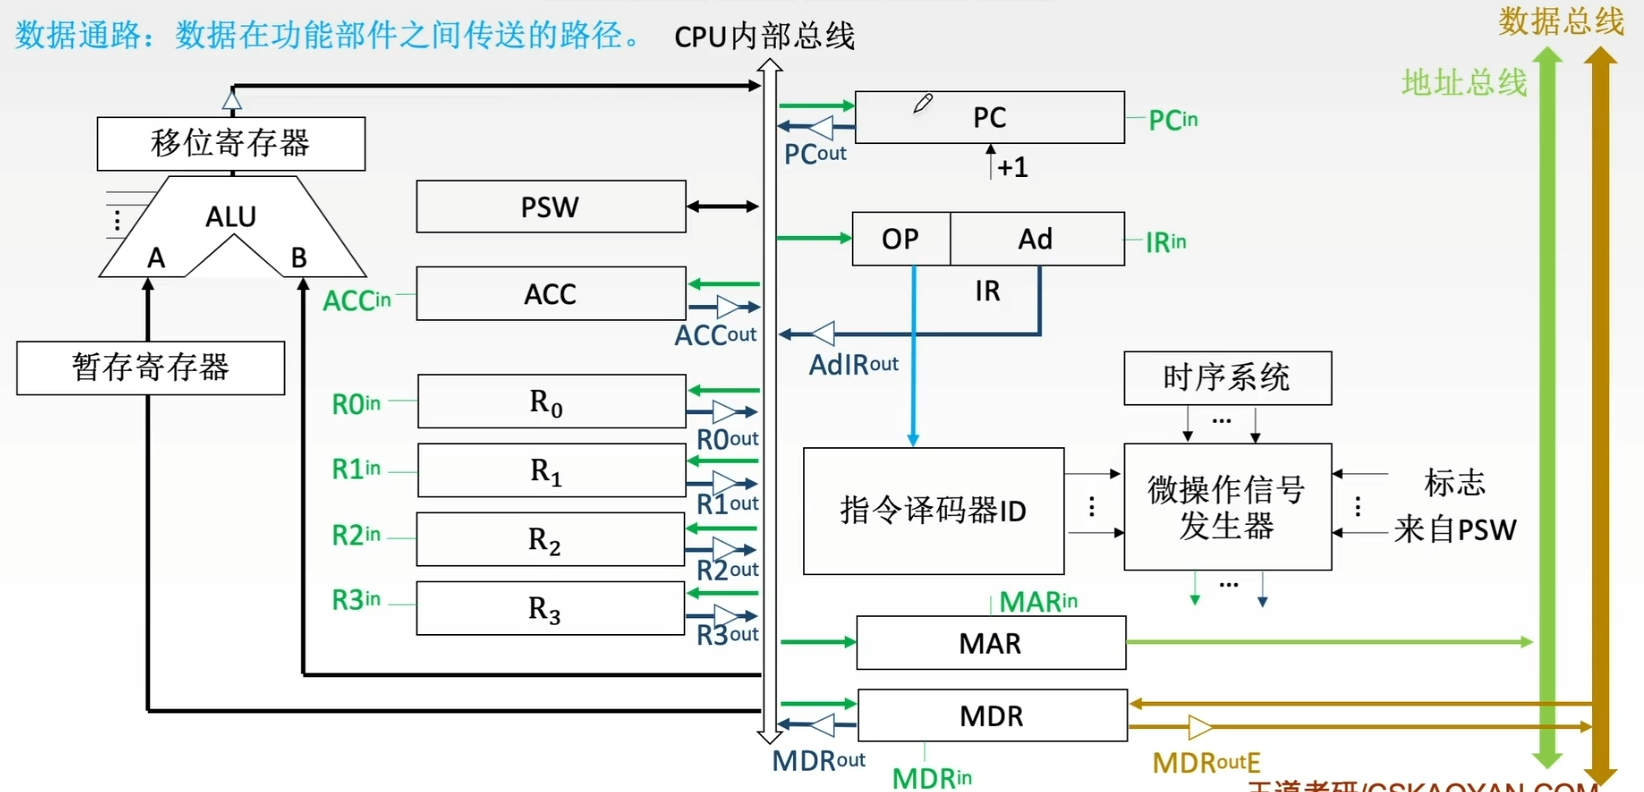 数据通路：数据在功能部件之间传送的路径。
CPU内部总线
数据总线
地址总线
移位寄存器
ALU
A
B
暂存寄存器
PSW
ACCin
ACC
ACCout
R0in
R0
R0out
R1in
R1
R1out
R2in
R2
R2out
R3in
R3
R3out
PC
PCin
PCout
+1
OP
Ad
IRin
IR
AdIRout
时序系统
...
指令译码器ID
...
微操作信号
发生器
...
标志
来自PSW
...
MARin
MAR
MDR
MDRout
MDRin
MDRoutE
王道考研/CSKAOYAN.COM